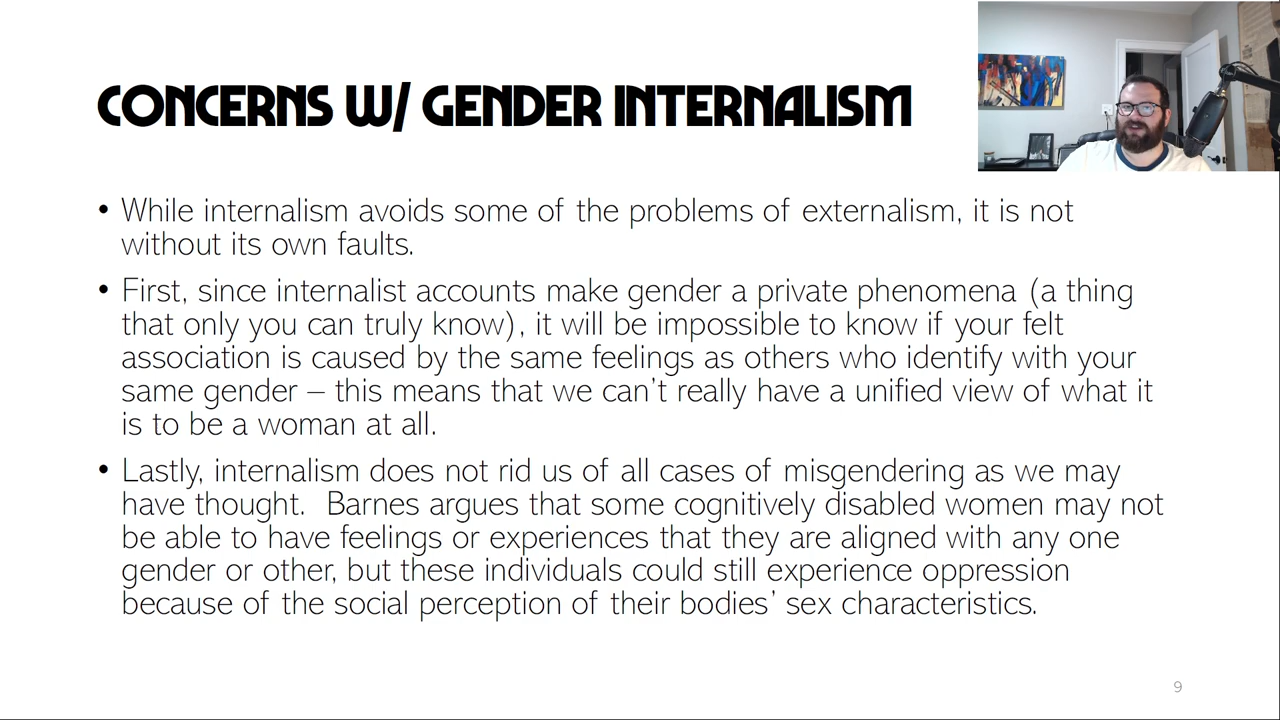 CONCERNS W/ GENDER INTERNALISM
• While internalism avoids some of the problems of externalism, it is not
without its own faults.
• First, since internalist accounts make gender a private phenomena (a thing
that only you can truly know), it will be impossible to know if your felt
association is caused by the same feelings as others who identify with your
same gender – this means that we can't really have a unified view of what it
is to be a woman at all.
• Lastly, internalism does not rid us of all cases of misgendering as we may
have thought.  Barnes argues that some cognitively disabled women may not
be able to have feelings or experiences that they are aligned with any one
gender or other, but these individuals could still experience oppression
because of the social perception of their bodies' sex characteristics.
9